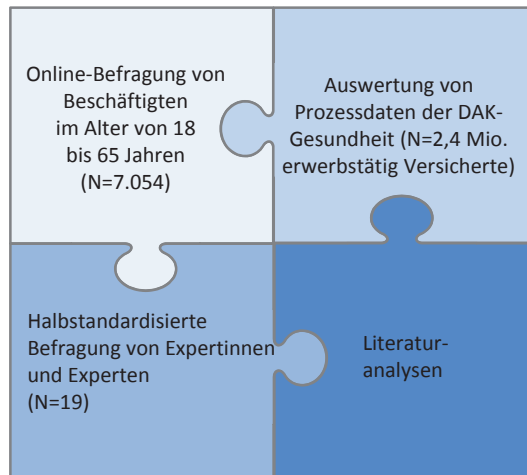 Online-Befragung von
Beschäftigten
im Alter von 18
bis 65 Jahren
(N=7.054)
Auswertung von
Prozessdaten der DAK-
Gesundheit (N=2,4 Mio.
erwerbstätig Versicherte)
Halbstandardisierte
Befragung von Expertinnen
und Experten
(N=19)
Literatur-
analysen